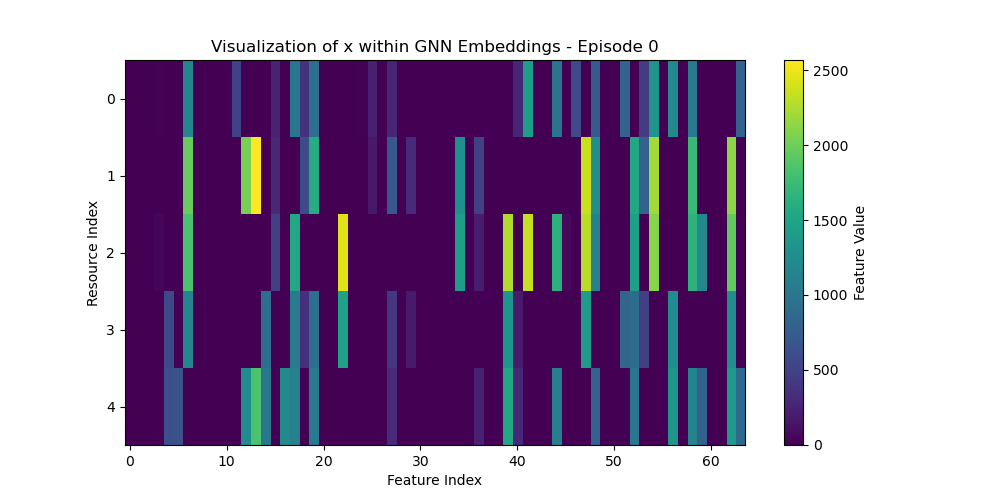 Visualization of x within GNN Embeddings - Episode 0
Resource Index
0
1
2
3
4
0 10 20 30 40 50 60
Feature Index
2500
2000
1500
1000
500
0
Feature Value